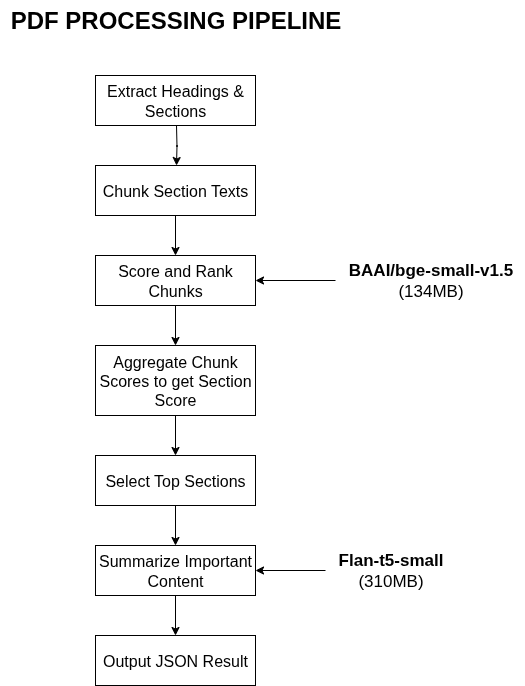 PDF PROCESSING PIPELINE
Extract Headings &
Sections
Chunk Section Texts
Score and Rank
Chunks
BAAI/bge-small-v1.5
(134MB)
Aggregate Chunk
Scores to get Section
Score
Select Top Sections
Summarize Important
Content
Flan-t5-small
(310MB)
Output JSON Result